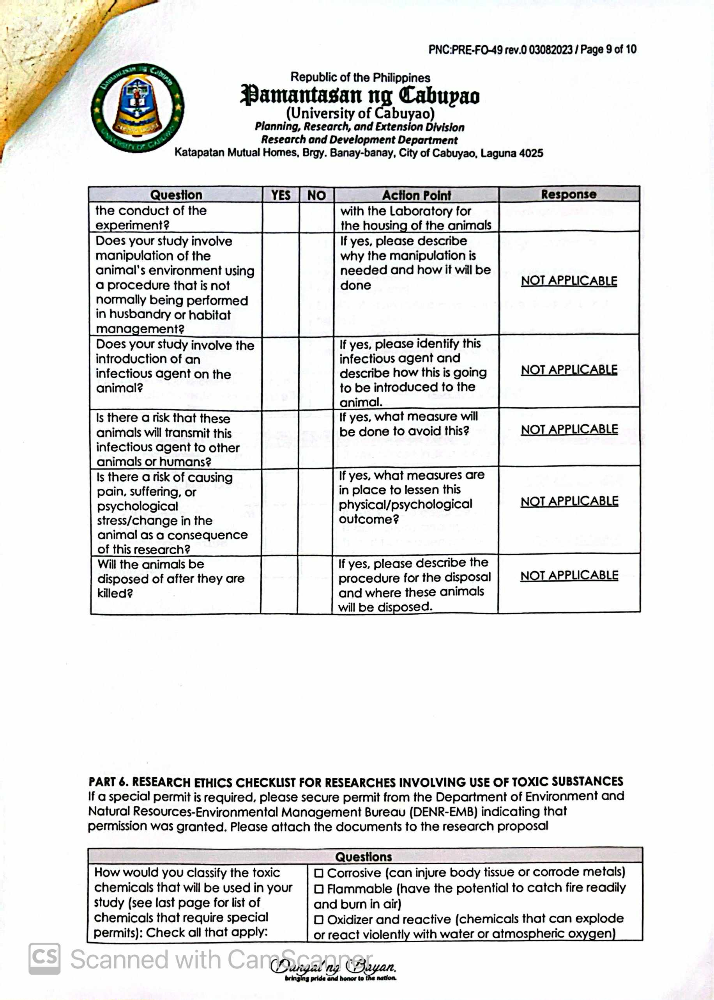 PNC:PRE-FO-49 rev.0 03082023 / Page 9 of 10
Republic of the Philippines
Pamantasan ng Cabuyao
(University of Cabuyao)
Planning, Research, and Extension Division
Research and Development Department
Katapatan Mutual Homes, Brgy. Banay-banay, City of Cabuyao, Laguna 4025
Pamantasan ng Cabuyao
UNIVERSITY OF CABUYAO
Question YES NO Action Point Response
the conduct of the
experiment?
with the Laboratory for
the housing of the animals
Does your study involve
manipulation of the
animal's environment using
a procedure that is not
normally being performed
in husbandry or habitat
management?
If yes, please describe
why the manipulation is
needed and how it will be
done
NOT APPLICABLE
Does your study involve the
introduction of an
infectious agent on the
animal?
If yes, please identify this
infectious agent and
describe how this is going
to be introduced to the
animal.
NOT APPLICABLE
Is there a risk that these
animals will transmit this
infectious agent to other
animals or humans?
If yes, what measure will
be done to avoid this?
NOT APPLICABLE
Is there a risk of causing
pain, suffering, or
psychological
stress/change in the
animal as a consequence
of this research?
If yes, what measures are
in place to lessen this
physical/psychological
outcome?
NOT APPLICABLE
Will the animals be
disposed of after they are
killed?
If yes, please describe the
procedure for the disposal
and where these animals
will be disposed.
NOT APPLICABLE
PART 6. RESEARCH ETHICS CHECKLIST FOR RESEARCHES INVOLVING USE OF TOXIC SUBSTANCES
If a special permit is required, please secure permit from the Department of Environment and
Natural Resources-Environmental Management Bureau (DENR-EMB) indicating that
permission was granted. Please attach the documents to the research proposal
Questions
How would you classify the toxic
chemicals that will be used in your
study (see last page for list of
chemicals that require special
permits): Check all that apply:
☐ Corrosive (can injure body tissue or corrode metals)
☐ Flammable (have the potential to catch fire readily
and burn in air)
☐ Oxidizer and reactive (chemicals that can explode
or react violently with water or atmospheric oxygen)
CS Scanned with CamScanner
Dangal ng Bayan.
bringing pride and honor to the nation.